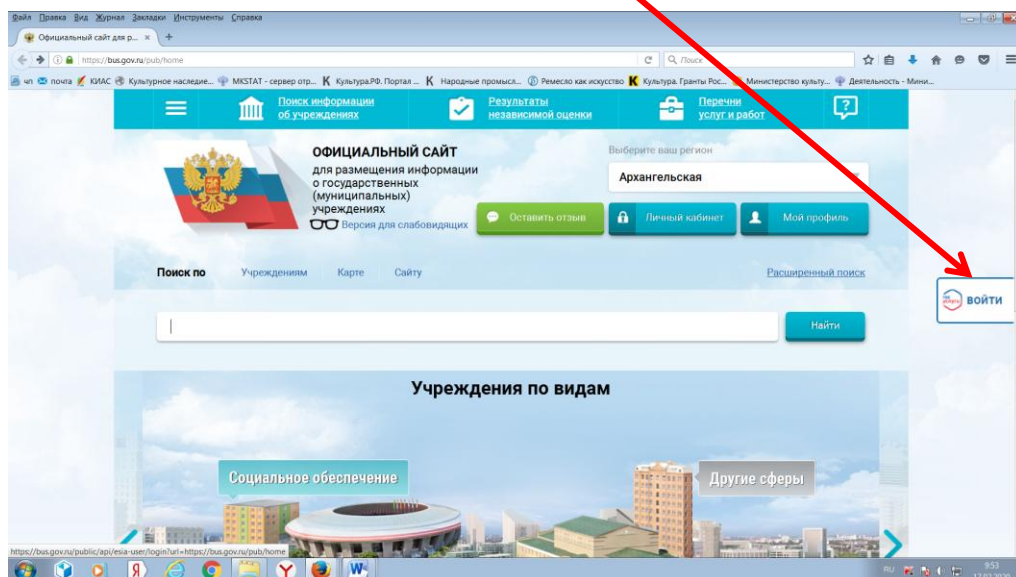 Файл Правка Вид Журнал Закладки Инструменты Справка
Официальный сайт для р... × +
https://bus.gov.ru/pub/home
Поиск
чп почта КИАС Культурное наследие... MKSTAT - сервер отр... Культура.РФ. Портал ... Народные промысл... Ремесло как искусство Культура. Гранты Рос... Министерство культу... Деятельность - Мини...
Поиск информации
об учреждениях
Результаты
независимой оценки
Перечни
услуг и работ
ОФИЦИАЛЬНЫЙ САЙТ
для размещения информации
о государственных
(муниципальных)
учреждениях
Версия для слабовидящих
Выберите ваш регион
Архангельская
Оставить отзыв
Личный кабинет
Мой профиль
Поиск по Учреждениям Карте Сайту
Расширенный поиск
ВОЙТИ
Найти
Учреждения по видам
Социальное обеспечение
Другие сферы
https://bus.gov.ru/public/api/esia-user/login?url=https://bus.gov.ru/pub/home
RU
9:53
17.02.2020